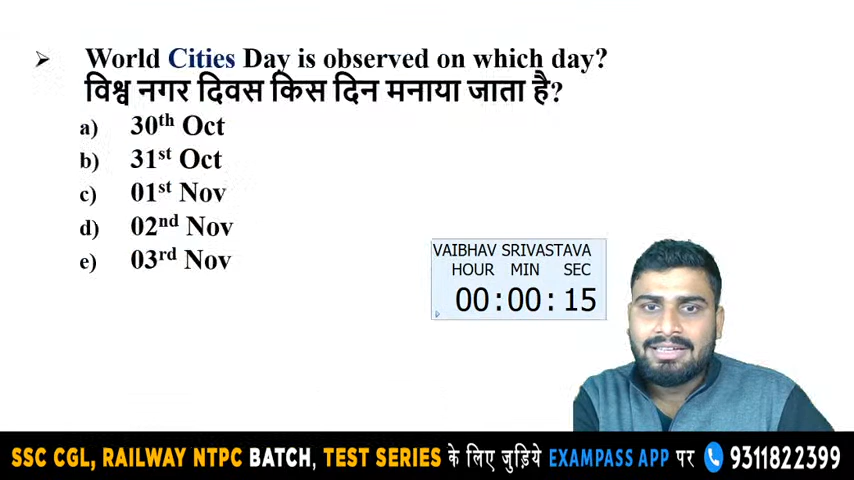 ➢ World Cities Day is observed on which day?
विश्व नगर दिवस किस दिन मनाया जाता है?
a) 30th Oct
b) 31st Oct
c) 01st Nov
d) 02nd Nov
e) 03rd Nov
VAIBHAV SRIVASTAVA
HOUR MIN SEC
00:00:15
SSC CGL, RAILWAY NTPC BATCH, TEST SERIES के लिए जुड़िये EXAMPASS APP पर 9311822399